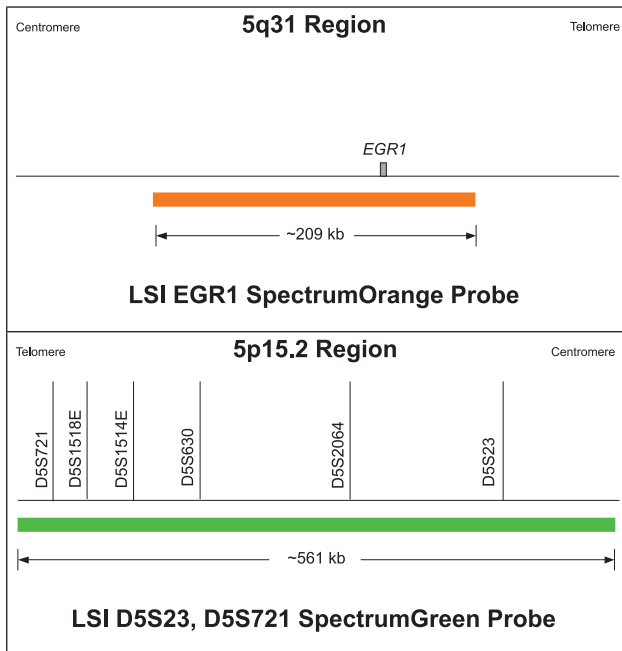 5q31 Region
Centromere
Telomere
EGR1
~209 kb
LSI EGR1 SpectrumOrange Probe
5p15.2 Region
Telomere
Centromere
D5S721
D5S1518E
D5S1514E
D5S630
D5S2064
D5S23
~561 kb
LSI D5S23, D5S721 SpectrumGreen Probe